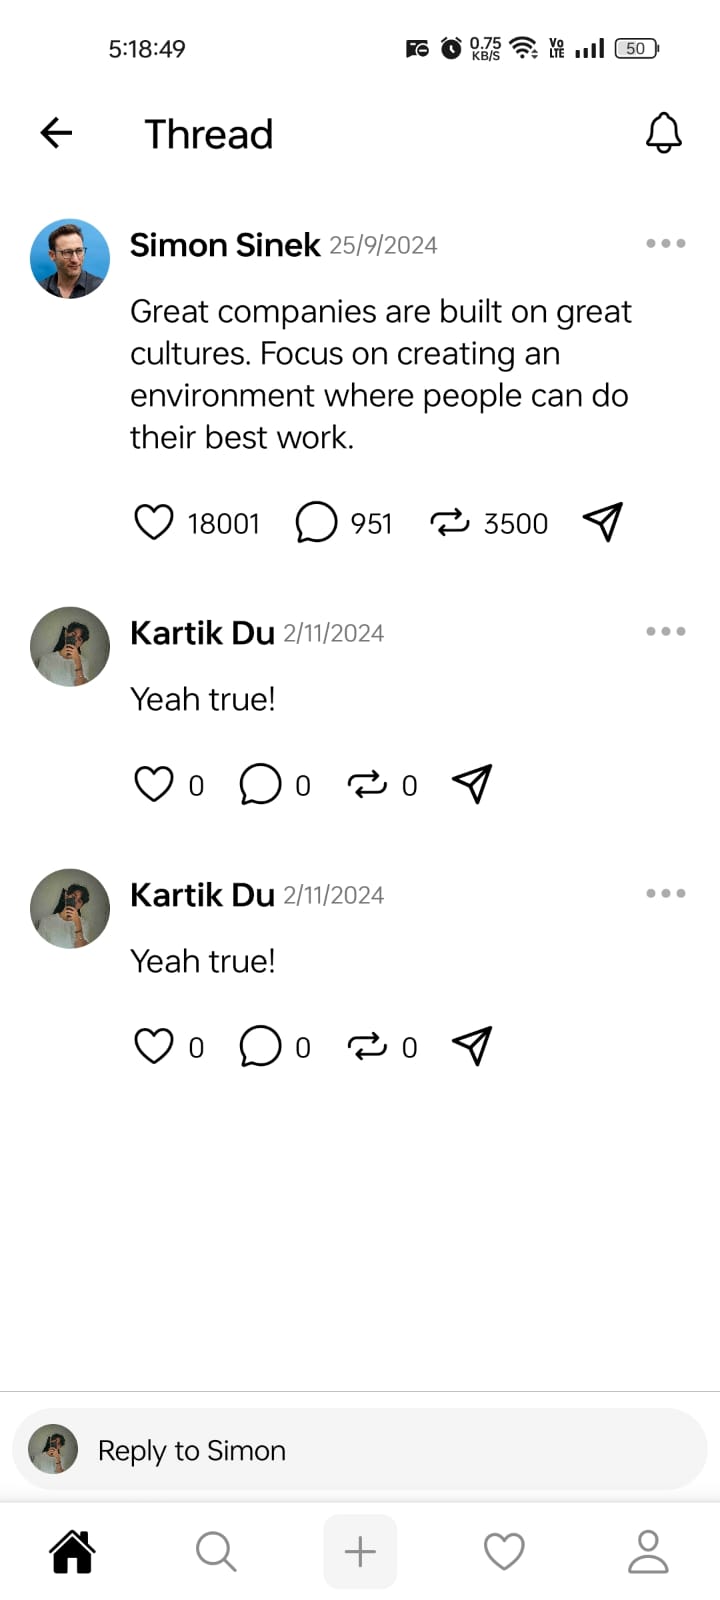 5:18:49 0.75 KB/S Vo LTE 50
Thread
Simon Sinek 25/9/2024
Great companies are built on great
cultures. Focus on creating an
environment where people can do
their best work.
18001 951 3500
Kartik Du 2/11/2024
Yeah true!
0 0 0
Kartik Du 2/11/2024
Yeah true!
0 0 0
Reply to Simon